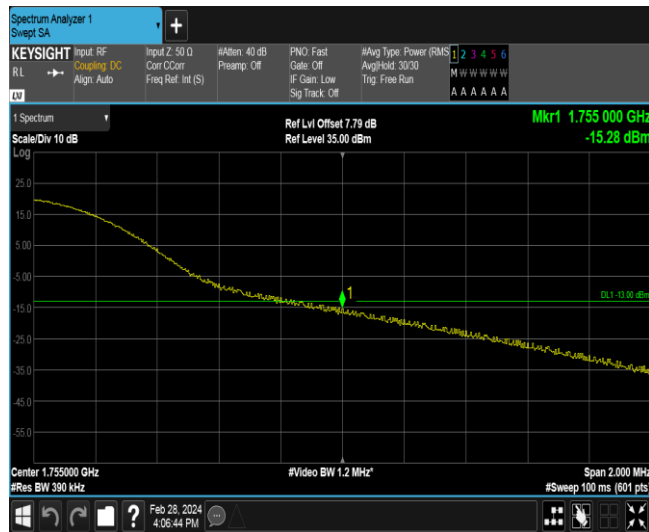 Spectrum Analyzer 1
Swept SA
+
KEYSIGHT
RL
LXI
Input: RF
Coupling: DC
Align: Auto
Input Z: 50 Ω
Corr CCorr
Freq Ref: Int (S)
#Atten: 40 dB
Preamp: Off
PNO: Fast
Gate: Off
IF Gain: Low
Sig Track: Off
#Avg Type: Power (RMS
Avg|Hold: 30/30
Trig: Free Run
1 2 3 4 5 6
M W W W W W
A A A A A A
1 Spectrum
Scale/Div 10 dB
Log
Ref Lvl Offset 7.79 dB
Ref Level 35.00 dBm
Mkr1 1.755 000 GHz
-15.28 dBm
25.0
15.0
5.00
-5.00
-15.0
-35.0
-45.0
-55.0
1
DL1 -13.00 dBm
Center 1.755000 GHz
#Res BW 390 kHz
#Video BW 1.2 MHz*
Span 2.000 MHz
#Sweep 100 ms (601 pts)
?
Feb 28, 2024
4:06:44 PM